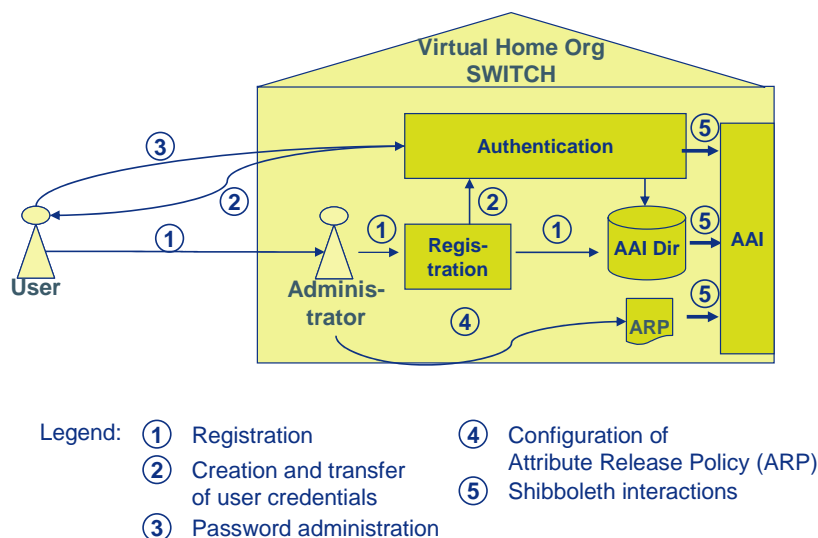 Virtual Home Org
SWITCH
5
3
Authentication
2
2
5
1
1
Regis-
tration
1
AAI Dir
AAI
User
Adminis-
trator
5
4
ARP
Legend:
1 Registration
2 Creation and transfer
of user credentials
3 Password administration
4 Configuration of
Attribute Release Policy (ARP)
5 Shibboleth interactions